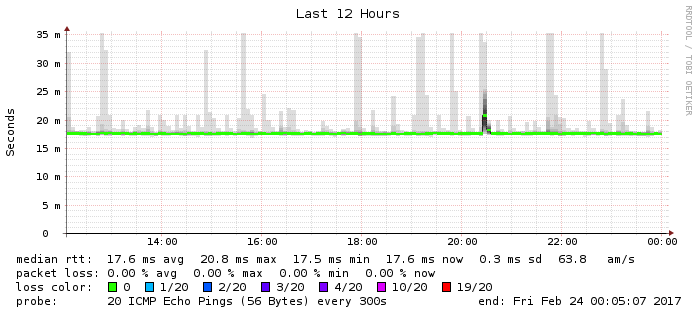 Last 12 Hours
RRDTOOL / TOBI OETIKER
Seconds
35 m
30 m
25 m
20 m
15 m
10 m
5 m
0
14:00 16:00 18:00 20:00 22:00 00:00
median rtt: 17.6 ms avg 20.8 ms max 17.5 ms min 17.6 ms now 0.3 ms sd 63.8 am/s
packet loss: 0.00 % avg 0.00 % max 0.00 % min 0.00 % now
loss color: 0 1/20 2/20 3/20 4/20 10/20 19/20
probe: 20 ICMP Echo Pings (56 Bytes) every 300s end: Fri Feb 24 00:05:07 2017